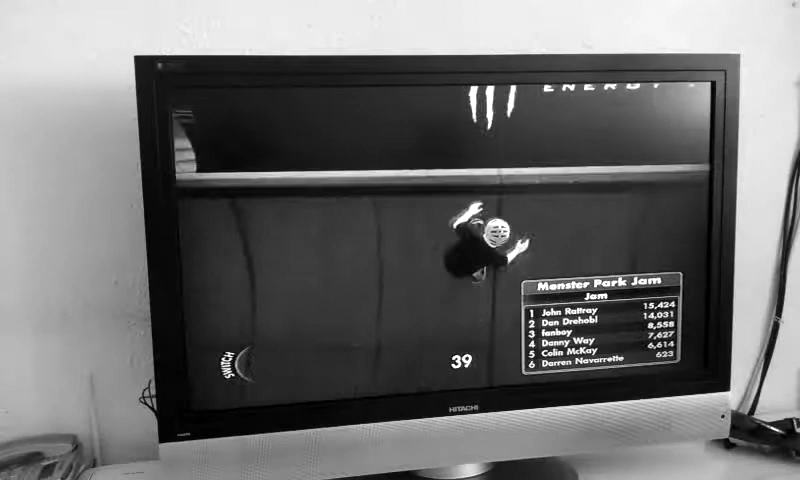 ENERGY
Monster Park Jam
Jam
1 John Rattray 15,424
2 Dan Drehobl 14,031
3 fanboy 8,558
4 Danny Way 7,627
5 Colin McKay 6,614
6 Darren Navarrette 623
SWITCH
39
HITACHI